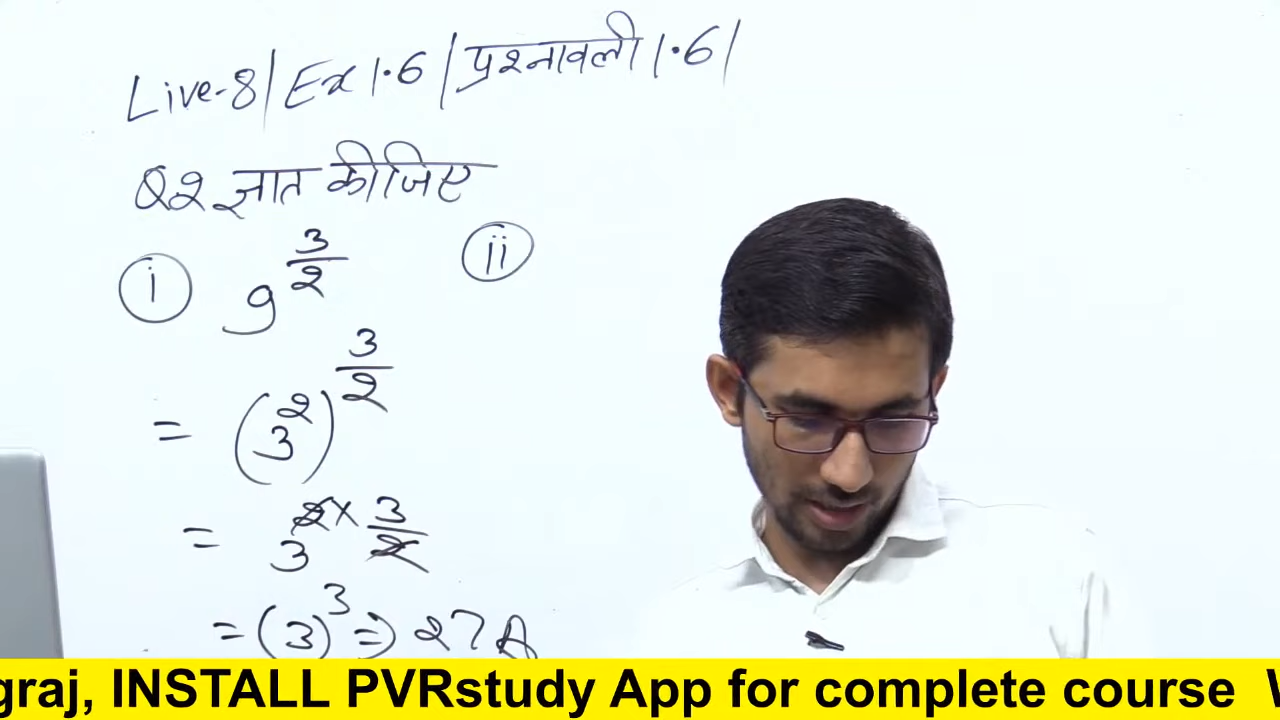 Live-8| Ex 1.6 | प्रश्नावली 1.6 |
Q2 ज्ञात कीजिए
(i) 9^(3/2) (ii)
= (3^2)^(3/2)
= 3^(2 × 3/2)
= (3)^3 => 27 A
graj, INSTALL PVRstudy App for complete course